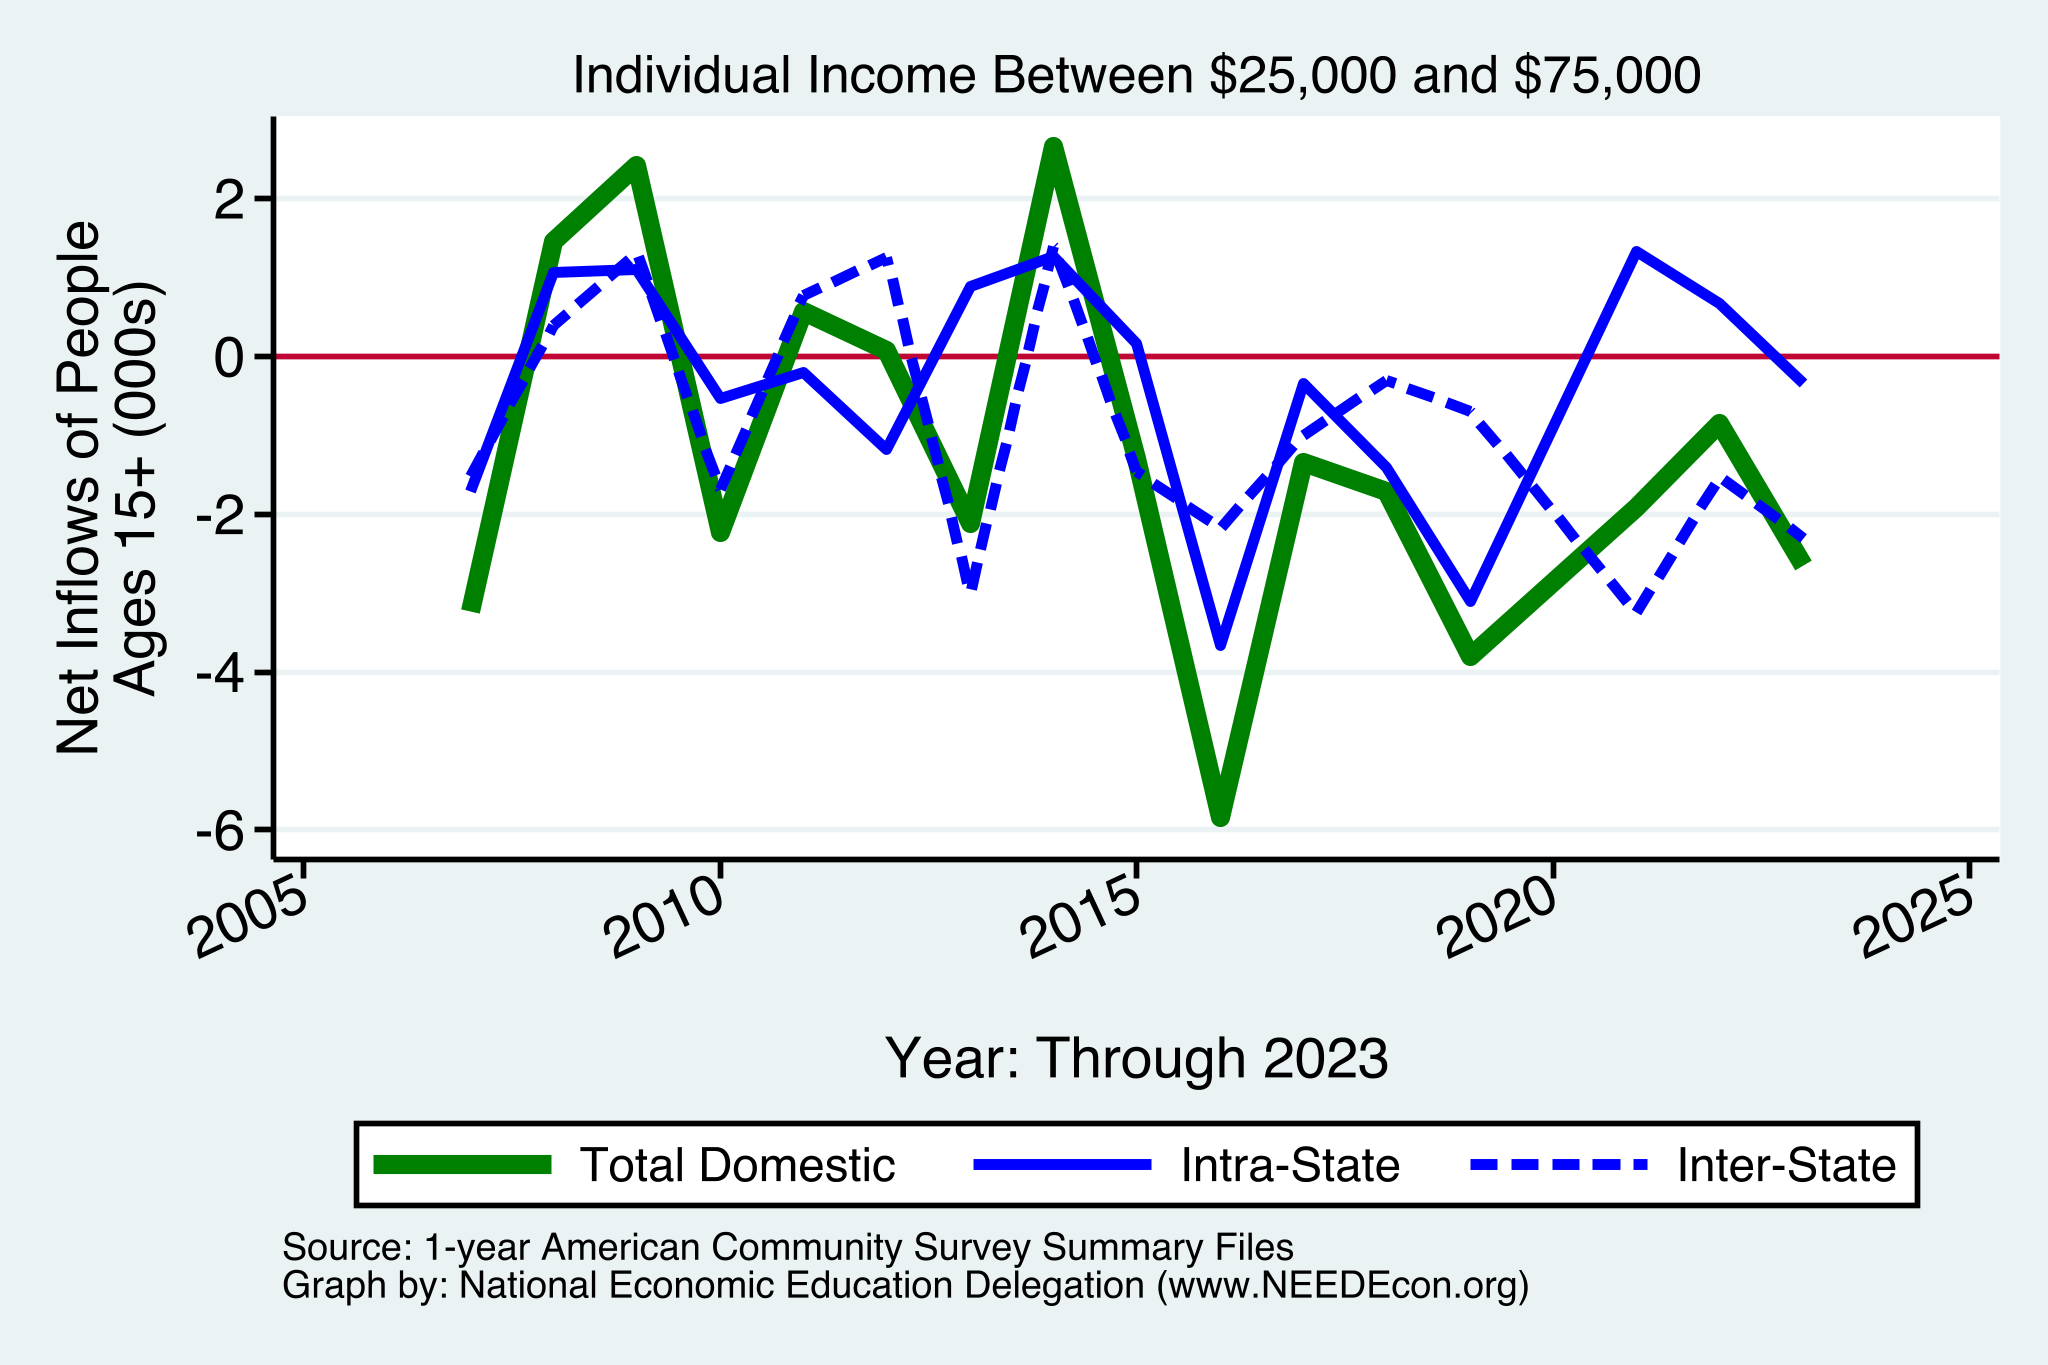 Individual Income Between $25,000 and $75,000
Net Inflows of People
Ages 15+ (000s)
2
0
-2
-4
-6
2005
2010
2015
2020
2025
Year: Through 2023
Total Domestic
Intra-State
Inter-State
Source: 1-year American Community Survey Summary Files
Graph by: National Economic Education Delegation (www.NEEDEcon.org)